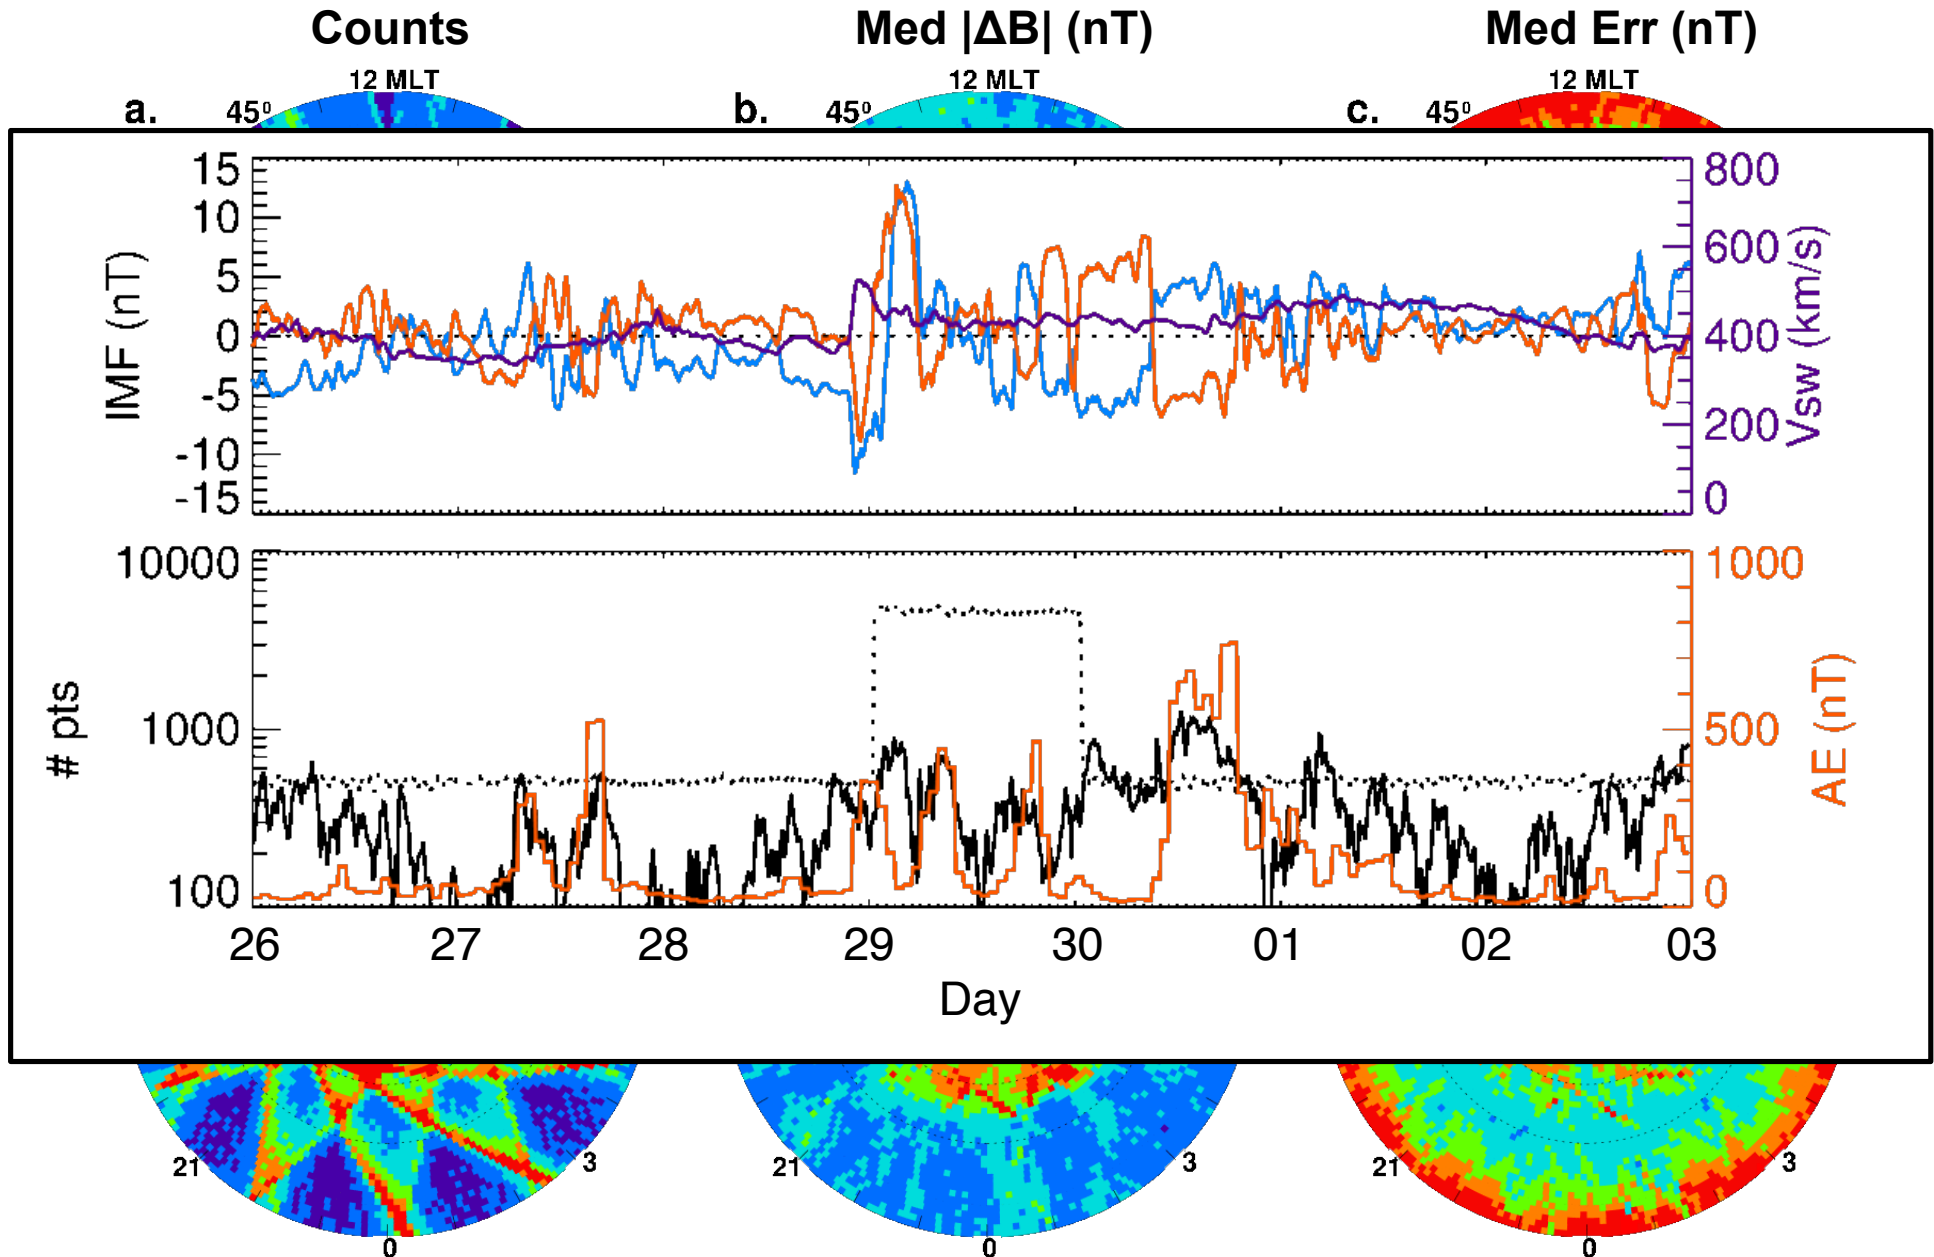 Counts
Med |ΔB| (nT)
Med Err (nT)
12 MLT
12 MLT
12 MLT
a.
45⁰
b.
45⁰
c.
45⁰
15
10
5
0
-5
-10
-15
IMF (nT)
800
600
400
200
0
Vsw (km/s)
10000
1000
100
# pts
1000
500
0
AE (nT)
26
27
28
29
30
01
02
03
Day
21
3
21
3
21
3
0
0
0